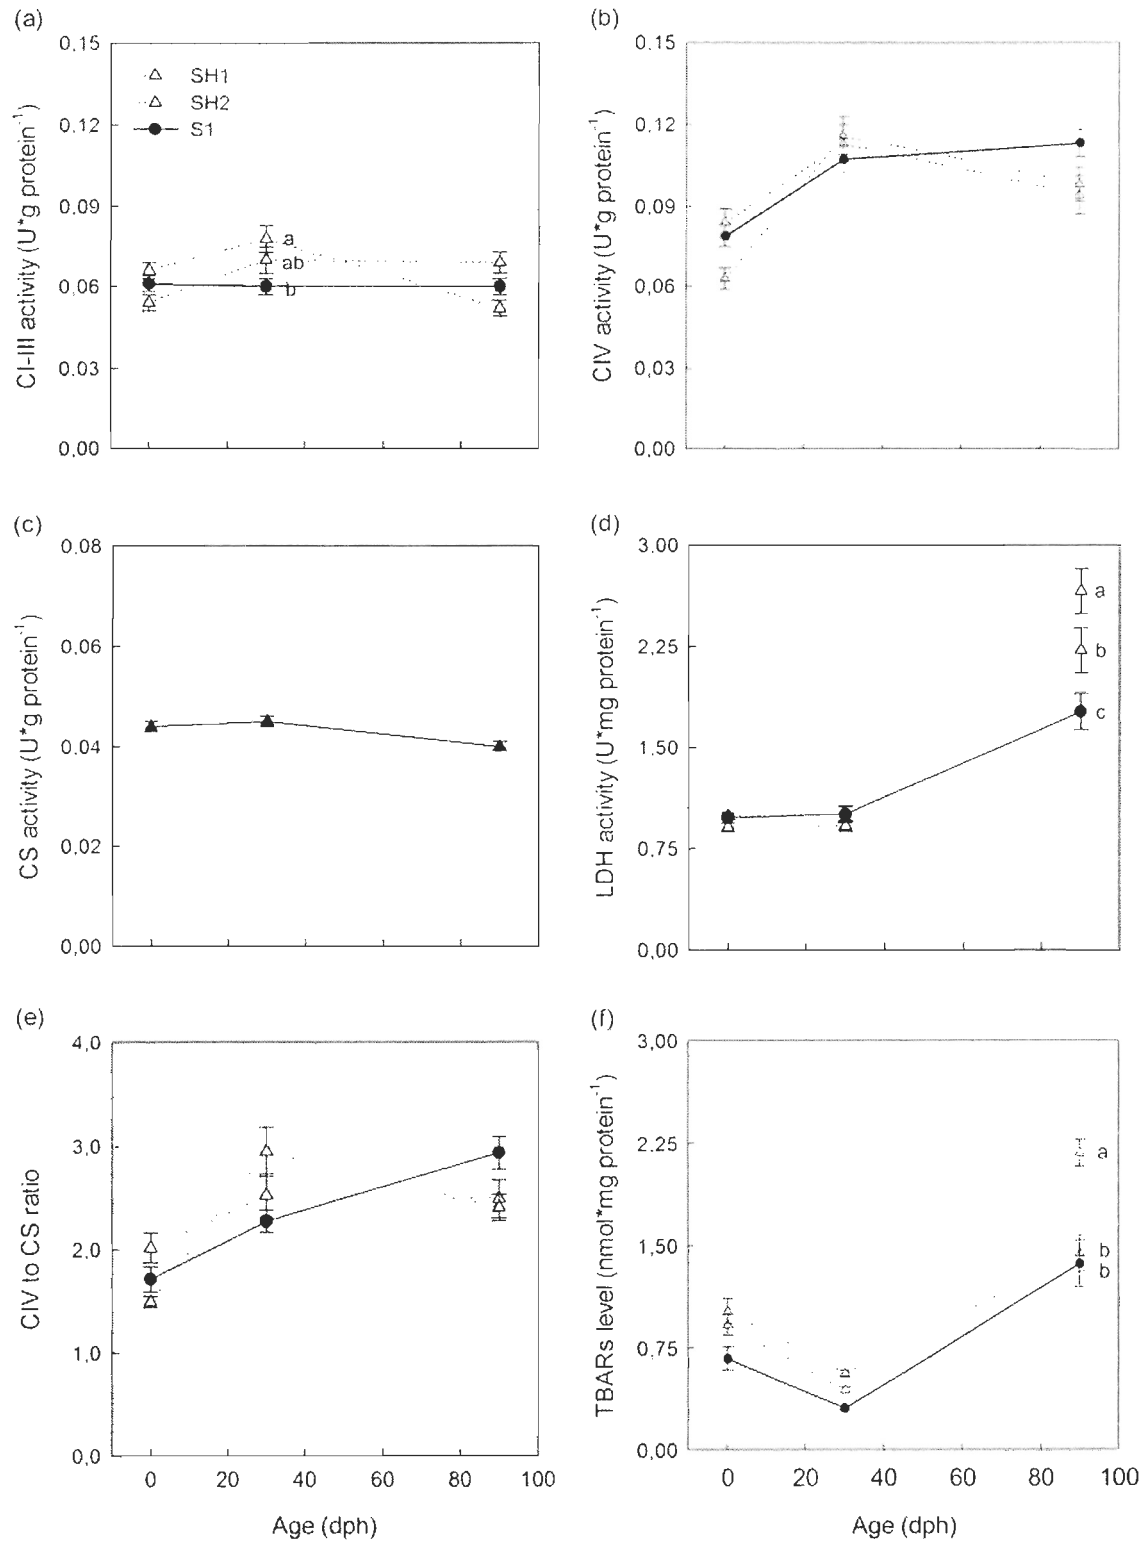 (a)
0,15
0,12
0,09
0,06
0,03
0,00
CI-III activity (U*g protein-1)
SH1
SH2
S1
a
ab
b
(b)
0,15
0,12
0,09
0,06
0,03
0,00
CIV activity (U*g protein-1)
(c)
0.08
0.06
0.04
0.02
0,00
CS activity (U*g protein-1)
(d)
3,00
2,25
1,50
0,75
0,00
LDH activity (U*mg protein-1)
a
b
c
(e)
4,0
3,0
2,0
1,0
0,0
CIV to CS ratio
0 20 40 60 80 100
Age (dph)
(f)
3,00
2,25
1,50
0,75
0,00
TBARs level (nmol*mg protein-1)
a
b
b
0 20 40 60 80 100
Age (dph)